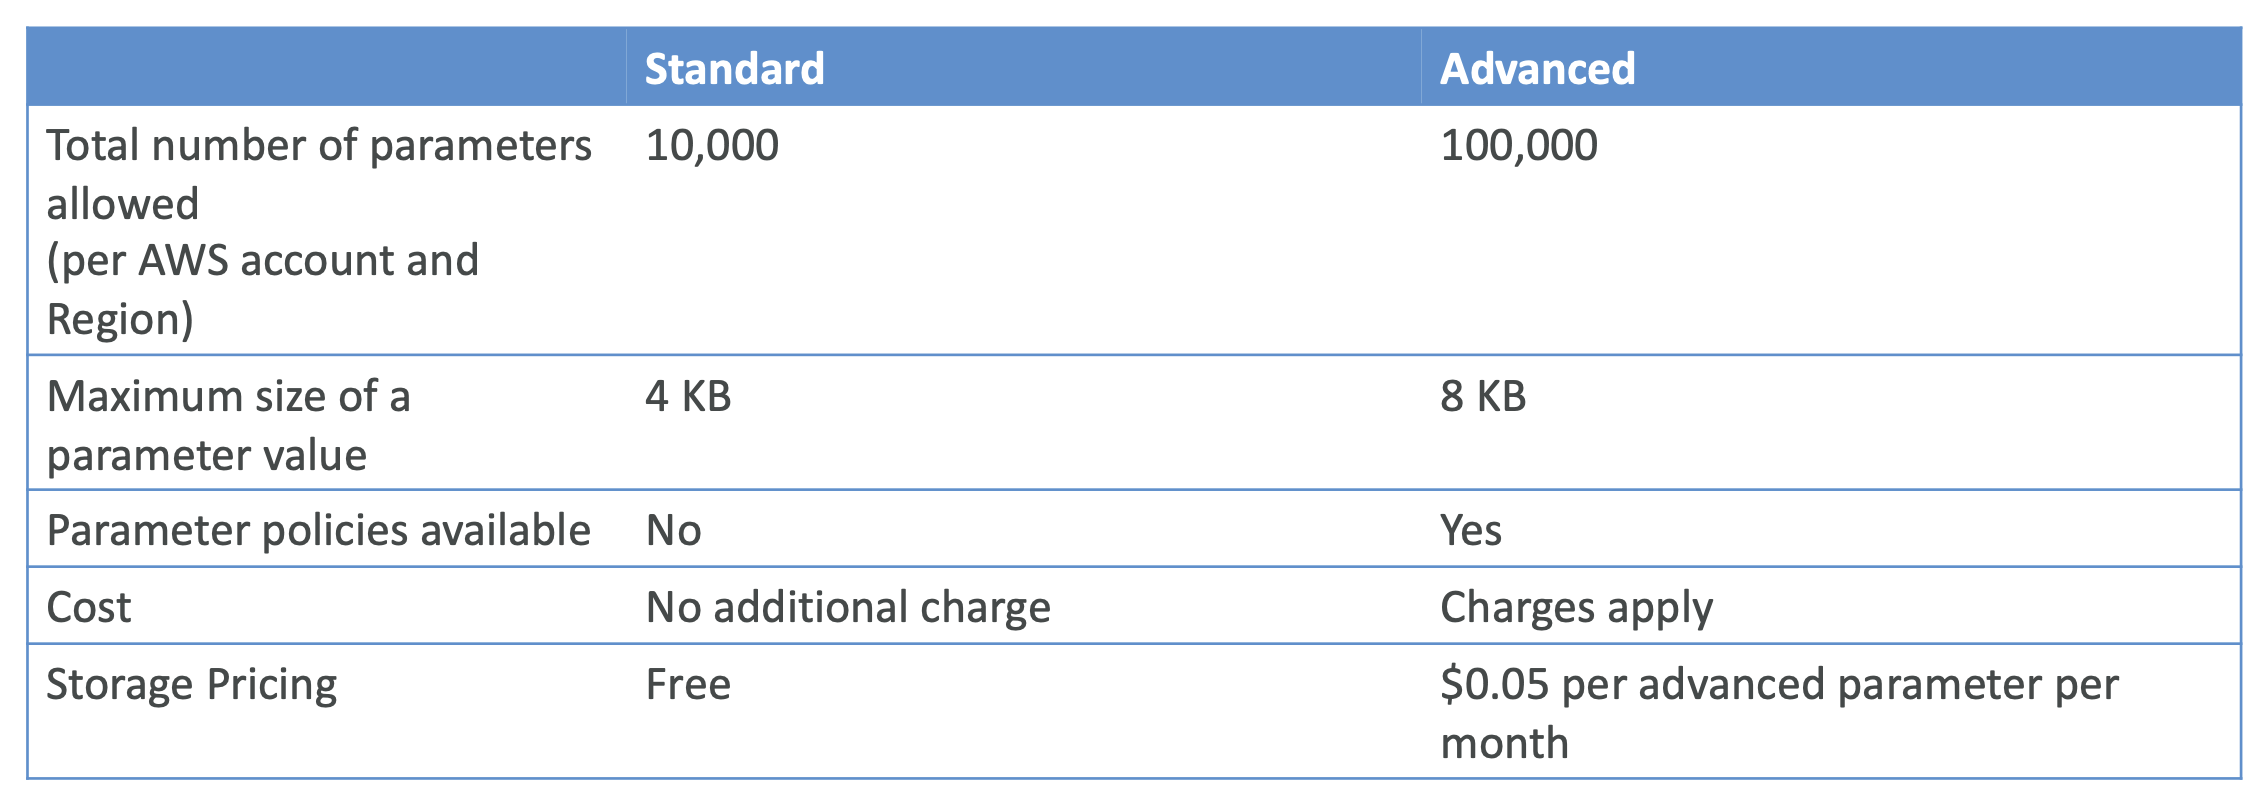 Standard Advanced
Total number of parameters 10,000 100,000
allowed
(per AWS account and
Region)
Maximum size of a 4 KB 8 KB
parameter value
Parameter policies available No Yes
Cost No additional charge Charges apply
Storage Pricing Free $0.05 per advanced parameter per
month